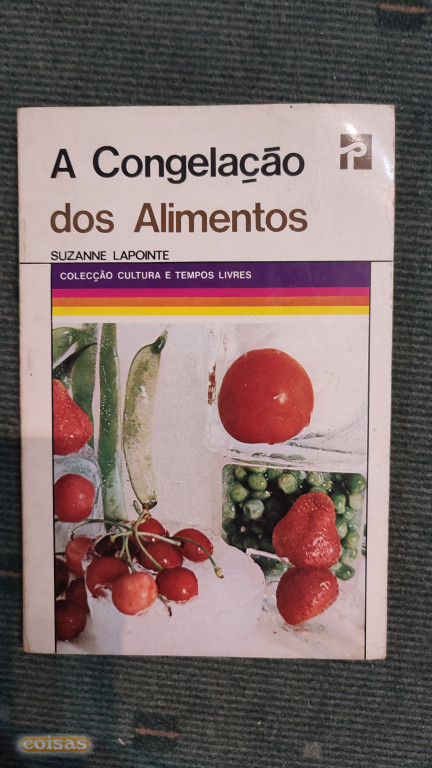 A Congelação
dos Alimentos
SUZANNE LAPOINTE
COLECÇÃO CULTURA E TEMPOS LIVRES
coisas